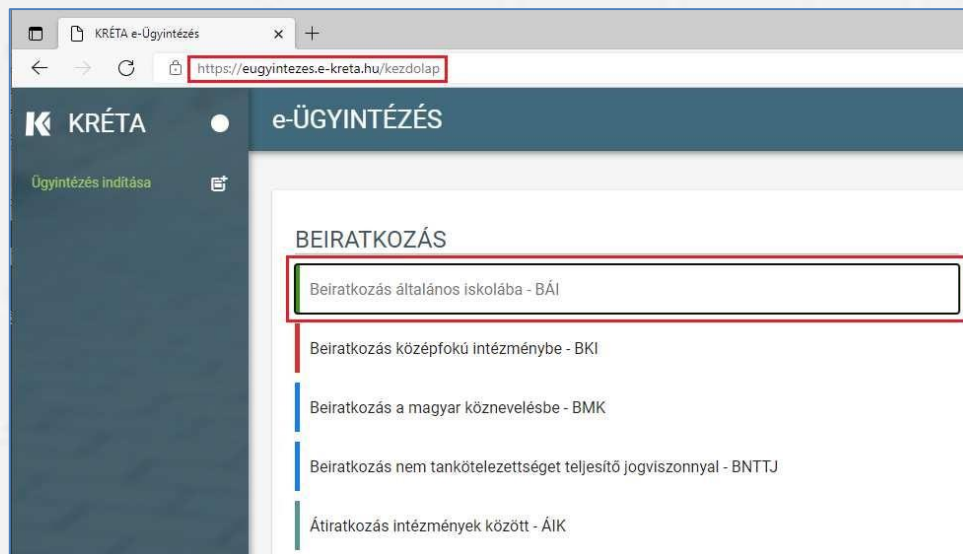 KRÉTA e-Ügyintézés
https://eugyintezes.e-kreta.hu/kezdolap
KRÉTA
e-ÜGYINTÉZÉS
Ügyintézés indítása
BEIRATKOZÁS
Beiratkozás általános iskolába - BÁI
Beiratkozás középfokú intézménybe - BKI
Beiratkozás a magyar köznevelésbe - BMK
Beiratkozás nem tankötelezettséget teljesítő jogviszonnyal - BNTTJ
Átiratkozás intézmények között - ÁIK